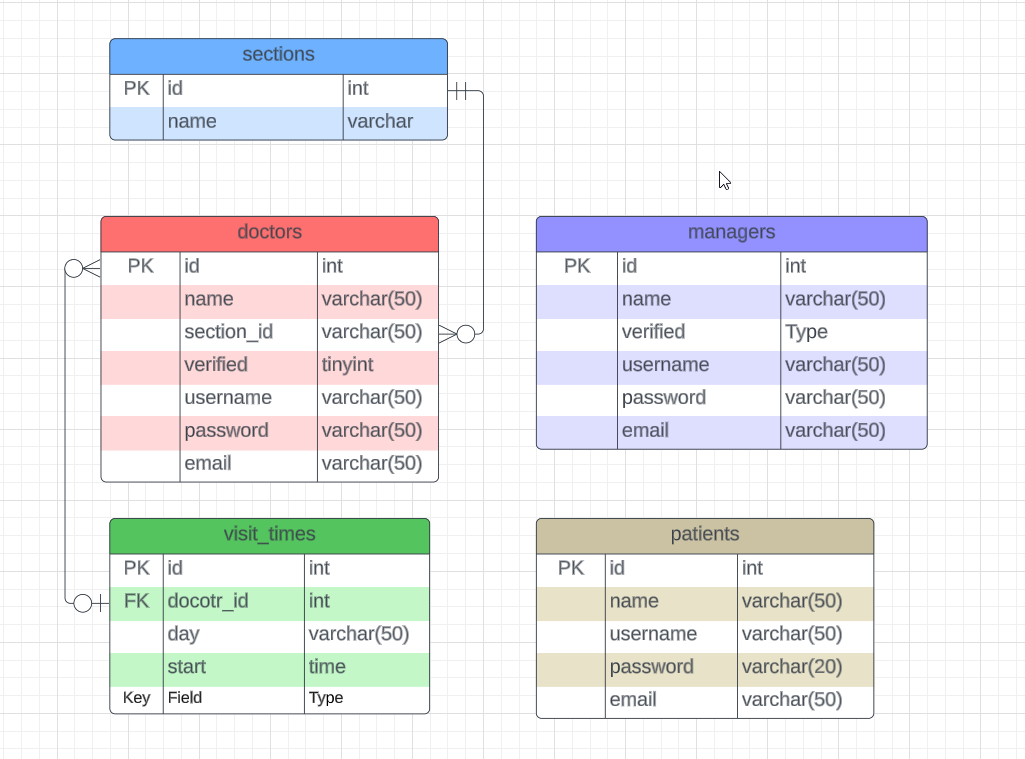 sections
PK id int
name varchar
doctors
PK id int
name varchar(50)
section_id varchar(50)
verified tinyint
username varchar(50)
password varchar(50)
email varchar(50)
managers
PK id int
name varchar(50)
verified Type
username varchar(50)
password varchar(50)
email varchar(50)
visit_times
PK id int
FK docotr_id int
day varchar(50)
start time
Key Field Type
patients
PK id int
name varchar(50)
username varchar(50)
password varchar(20)
email varchar(50)